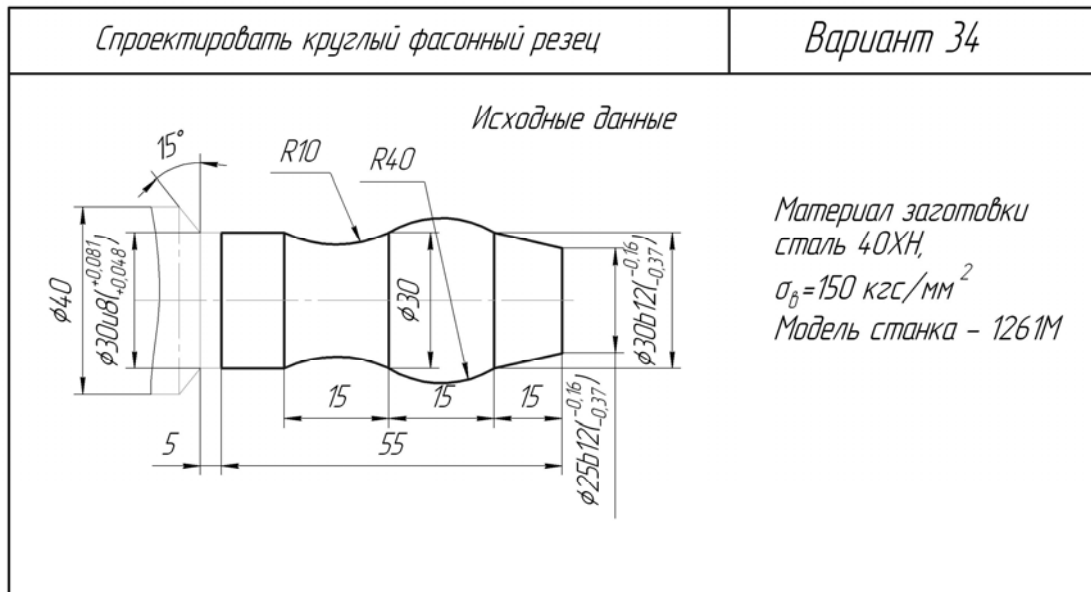 Спроектировать круглый фасонный резец
Вариант 34
Исходные данные
15°
R10
R40
Материал заготовки
сталь 40ХН,
σв=150 кгс/мм²
Модель станка – 1261М
ϕ40
ϕ30u8(+0,081 +0,048)
ϕ30
ϕ30b12(-0,16 -0,37)
ϕ25b12(-0,16 -0,37)
15
15
15
5
55